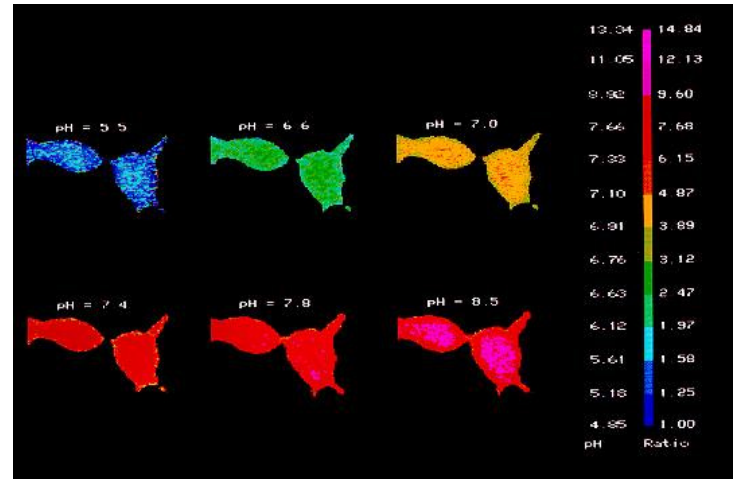 pH = 5.5
pH = 6.6
pH = 7.0
pH = 7.4
pH = 7.8
pH = 8.5
13.34 14.84
11.05 12.13
8.92 9.60
7.66 7.68
7.33 6.15
7.10 4.87
6.91 3.89
6.76 3.12
6.63 2.47
6.12 1.97
5.61 1.58
5.18 1.25
4.85 1.00
pH Ratio